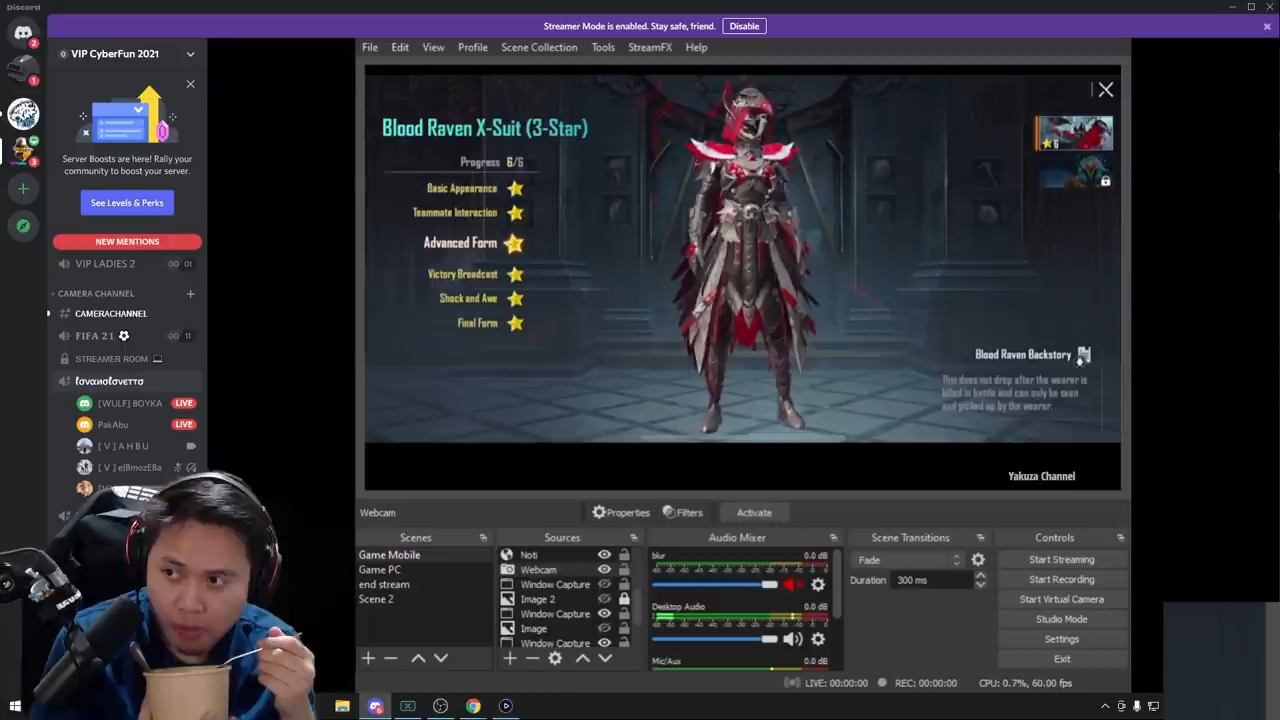 Discord
Streamer Mode is enabled. Stay safe, friend.
Disable
VIP CyberFun 2021
File Edit View Profile Scene Collection Tools StreamFX Help
2
1
3
Server Boosts are here! Rally your
community to boost your server.
See Levels & Perks
NEW MENTIONS
VIP LADIES 2 00 01
CAMERA CHANNEL
CAMERACHANNEL
FIFA 21 00 11
STREAMER ROOM
[WULF] BOYKA LIVE
PakAbu LIVE
[ V ] A H B U
[ V ] e|BmozEBa
Blood Raven X-Suit (3-Star)
Progress 6/6
Basic Appearance
Teammate Interaction
Advanced Form
Victory Broadcast
Shock and Awe
Final Form
6
Blood Raven Backstory
This does not drop after the wearer is
killed in battle and can only be seen
and picked up by the wearer.
Yakuza Channel
Webcam
Properties
Filters
Activate
Scenes
Game Mobile
Game PC
end stream
Scene 2
Sources
Noti
Webcam
Window Capture
Image 2
Window Capture
Image
Window Capture
Audio Mixer
blur 0.0 dB
Desktop Audio 0.0 dB
Mic/Aux 0.0 dB
Scene Transitions
Fade
Duration 300 ms
Controls
Start Streaming
Start Recording
Start Virtual Camera
Studio Mode
Settings
Exit
LIVE: 00:00:00 REC: 00:00:00 CPU: 0.7%, 60.00 fps